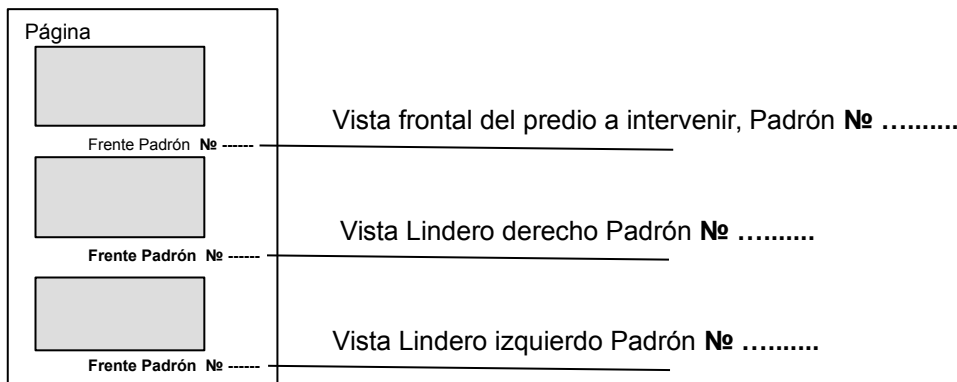 Página
Vista frontal del predio a intervenir, Padrón № ….......
Frente Padrón № ------
Vista Lindero derecho Padrón № ….......
Frente Padrón № ------
Vista Lindero izquierdo Padrón № ….......
Frente Padrón № ------